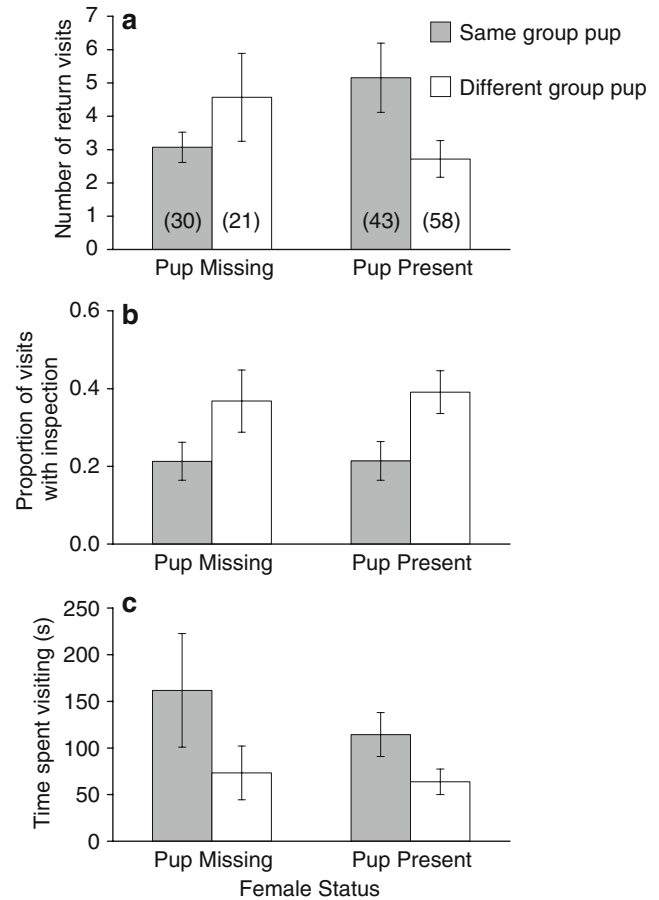 a
7
6
5
4
3
2
1
0
Number of return visits
Same group pup
Different group pup
(30) (21) (43) (58)
Pup Missing Pup Present
b
0.6
0.4
0.2
0.0
Proportion of visits
with inspection
Pup Missing Pup Present
c
250
200
150
100
50
0
Time spent visiting (s)
Pup Missing Pup Present
Female Status